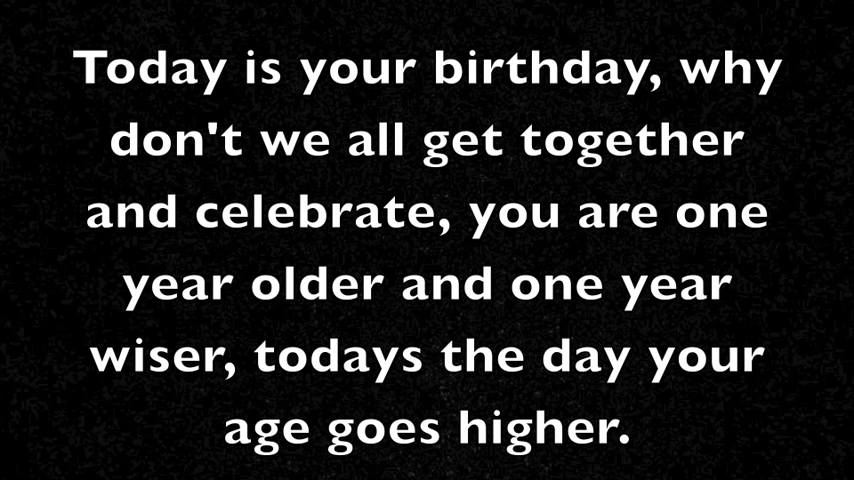 Today is your birthday, why
don't we all get together
and celebrate, you are one
year older and one year
wiser, todays the day your
age goes higher.